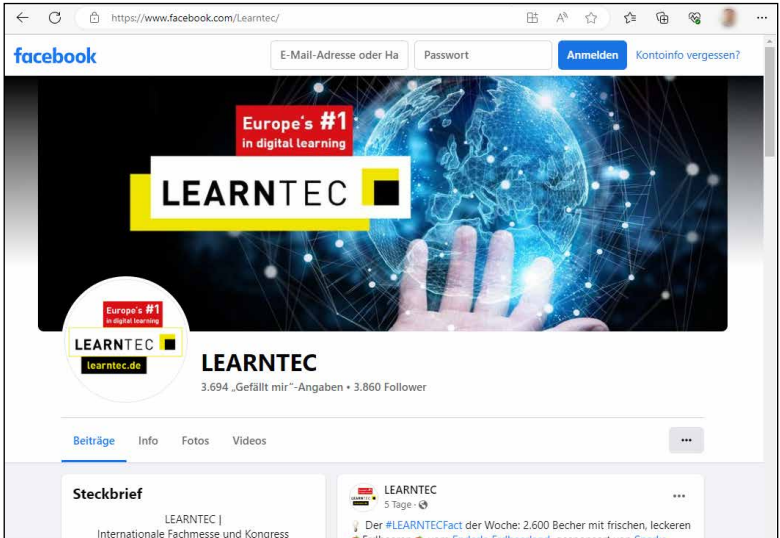 https://www.facebook.com/Learntec/
facebook
E-Mail-Adresse oder Ha
Passwort
Anmelden
Kontoinfo vergessen?
Europe's #1
in digital learning
LEARNTEC
Europe's #1
in digital learning
LEARNTEC
learntec.de
LEARNTEC
3.694 „Gefällt mir“-Angaben • 3.860 Follower
Beiträge Info Fotos Videos
Steckbrief
LEARNTEC |
Internationale Fachmesse und Kongress
LEARNTEC
5 Tage ·
Der #LEARNTECFact der Woche: 2.600 Becher mit frischen, leckeren